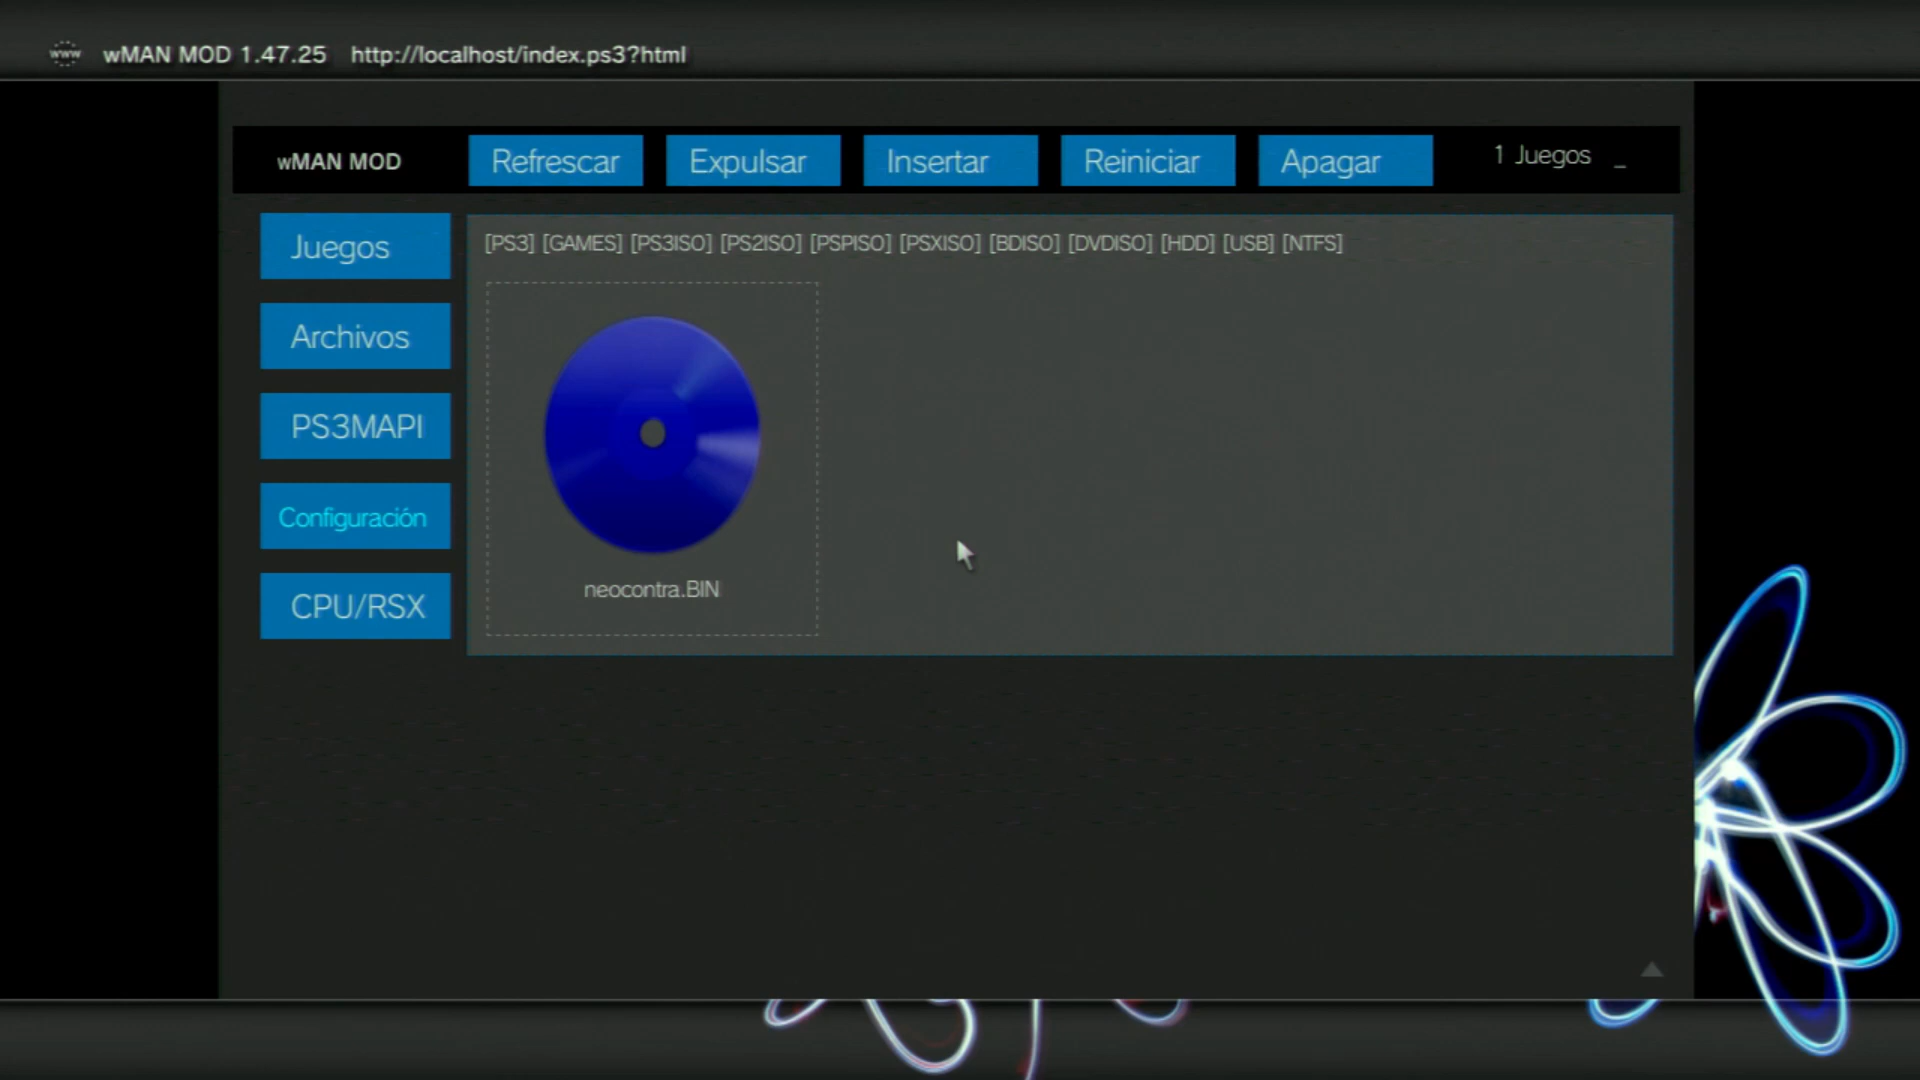 www wMAN MOD 1.47.25 http://localhost/index.ps3?html
wMAN MOD Refrescar Expulsar Insertar Reiniciar Apagar 1 Juegos _
Juegos
Archivos
PS3MAPI
Configuración
CPU/RSX
[PS3] [GAMES] [PS3ISO] [PS2ISO] [PSPISO] [PSXISO] [BDISO] [DVDISO] [HDD] [USB] [NTFS]
neocontra.BIN